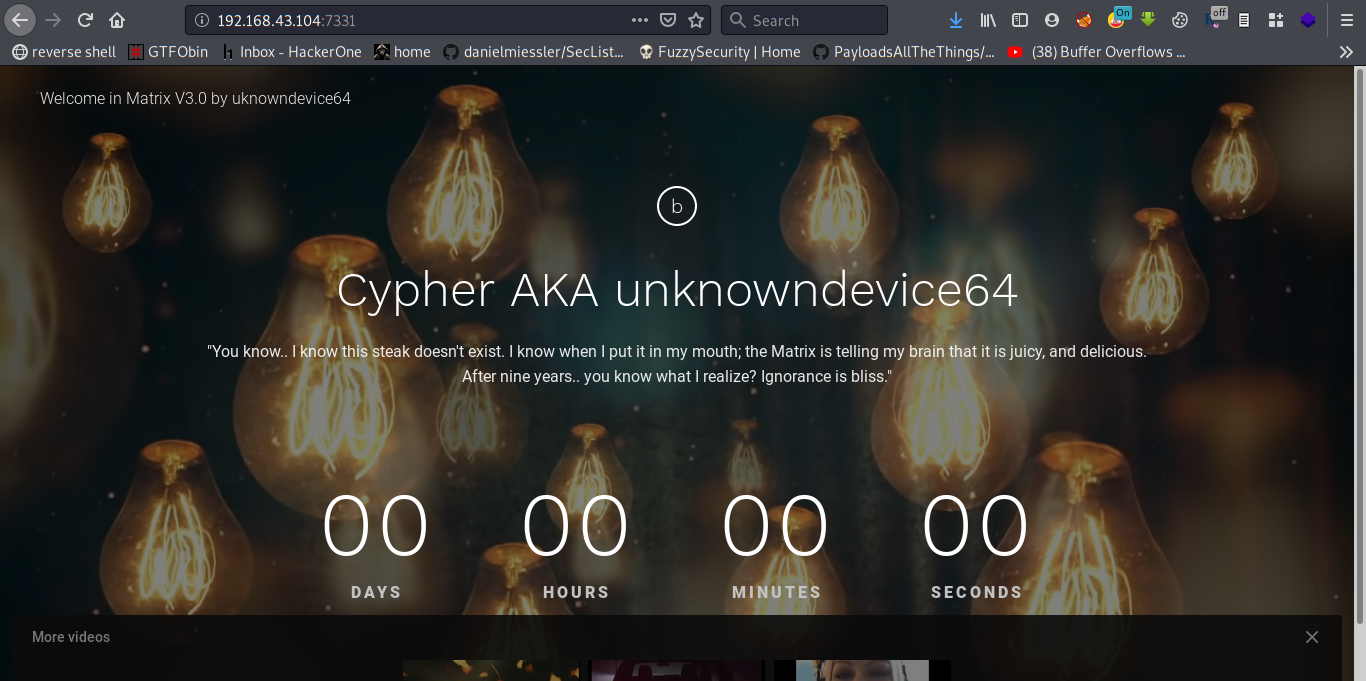 192.168.43.104:7331
Search
On
off
reverse shell
GTFObin
Inbox - HackerOne
home
danielmiessler/SecList...
FuzzySecurity | Home
PayloadsAllTheThings/...
(38) Buffer Overflows ...
Welcome in Matrix V3.0 by uknowndevice64
b
Cypher AKA unknowndevice64
"You know.. I know this steak doesn't exist. I know when I put it in my mouth; the Matrix is telling my brain that it is juicy, and delicious.
After nine years.. you know what I realize? Ignorance is bliss."
00 00 00 00
DAYS HOURS MINUTES SECONDS
More videos